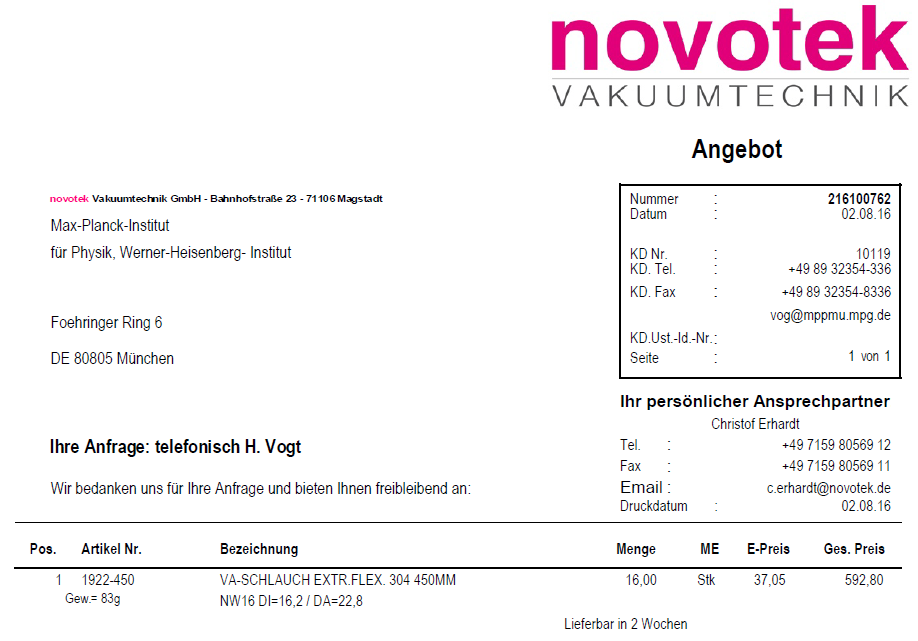 novotek
VAKUUMTECHNIK
Angebot
novotek Vakuumtechnik GmbH - Bahnhofstraße 23 - 71106 Magstadt
Max-Planck-Institut
für Physik, Werner-Heisenberg- Institut
Foehringer Ring 6
DE 80805 München
Nummer : 216100762
Datum : 02.08.16
KD Nr. : 10119
KD. Tel. : +49 89 32354-336
KD. Fax : +49 89 32354-8336
vog@mppmu.mpg.de
KD.Ust.-Id.-Nr.:
Seite : 1 von 1
Ihr persönlicher Ansprechpartner
Christof Erhardt
Tel. : +49 7159 80569 12
Fax : +49 7159 80569 11
Email : c.erhardt@novotek.de
Druckdatum : 02.08.16
Ihre Anfrage: telefonisch H. Vogt
Wir bedanken uns für Ihre Anfrage und bieten Ihnen freibleibend an:
Pos. Artikel Nr. Bezeichnung Menge ME E-Preis Ges. Preis
1 1922-450 VA-SCHLAUCH EXTR.FLEX. 304 450MM 16,00 Stk 37,05 592,80
Gew.= 83g NW16 DI=16,2 / DA=22,8
Lieferbar in 2 Wochen